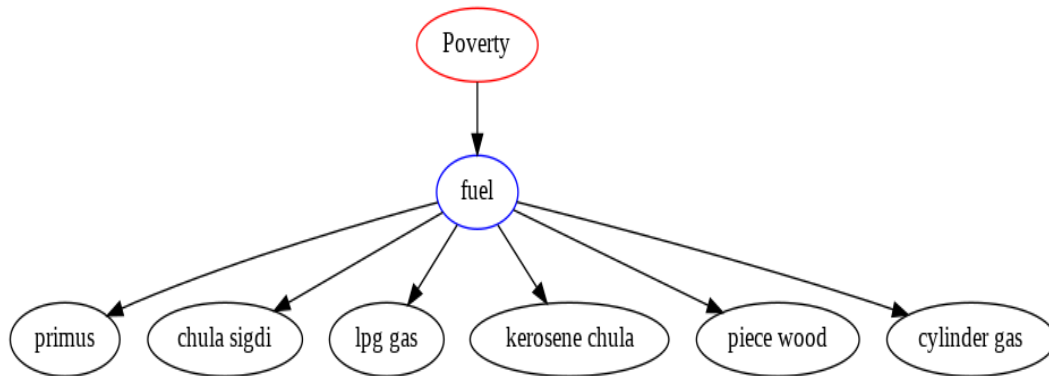 Poverty
fuel
primus
chula sigdi
lpg gas
kerosene chula
piece wood
cylinder gas